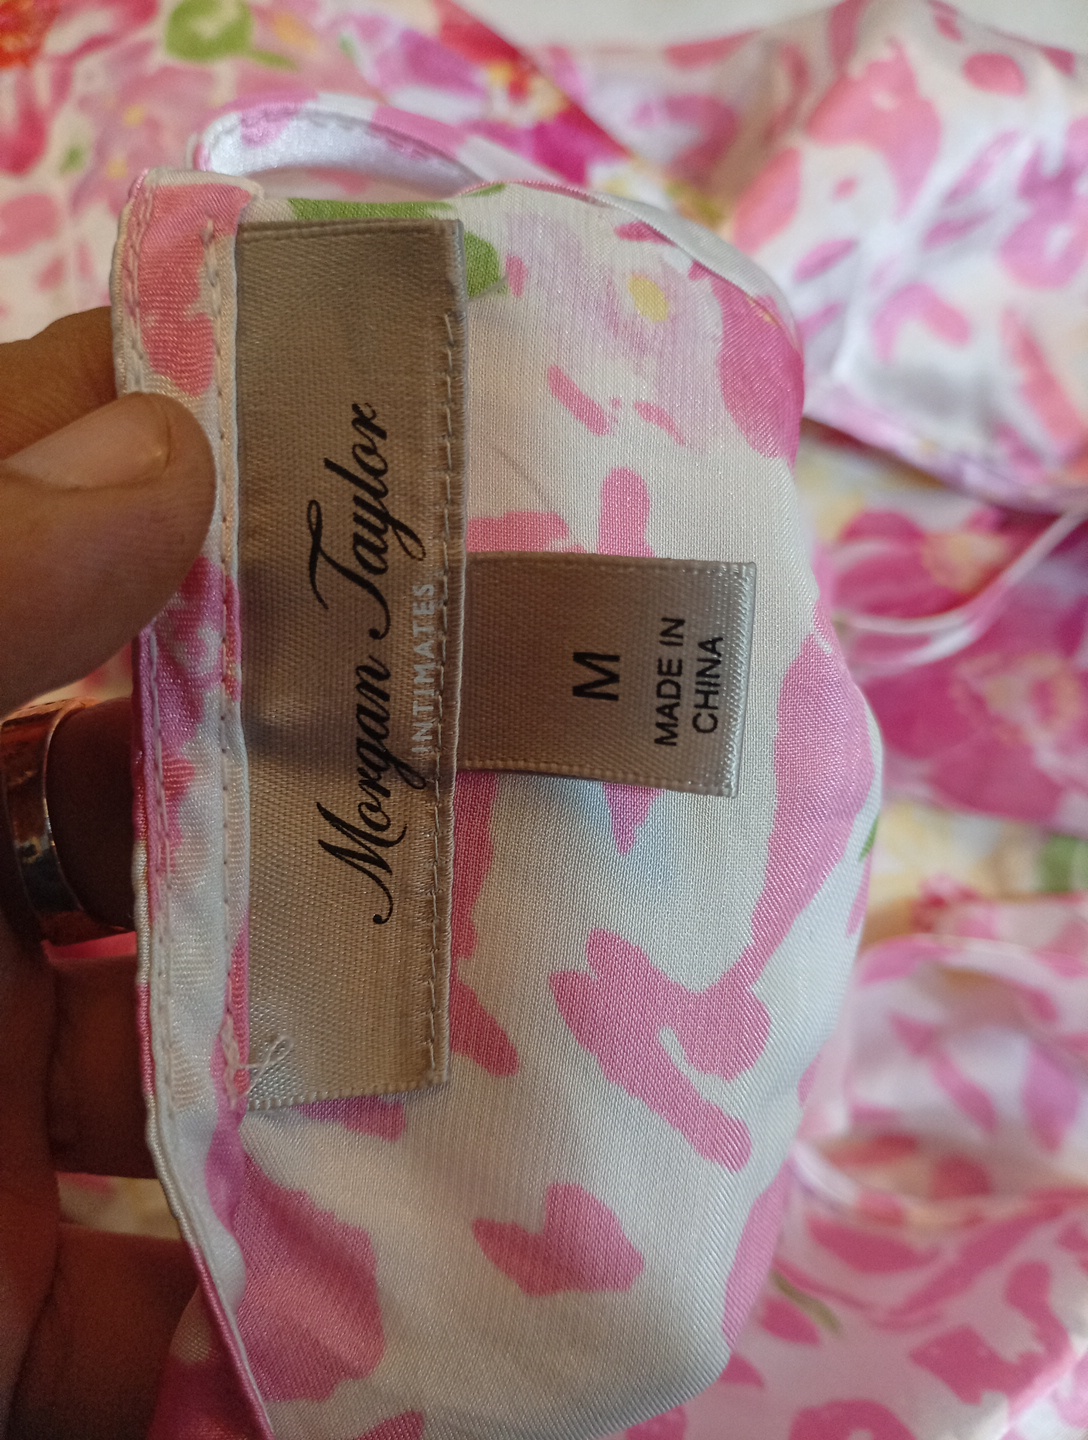 Morgan Taylor
INTIMATES
M
MADE IN
CHINA